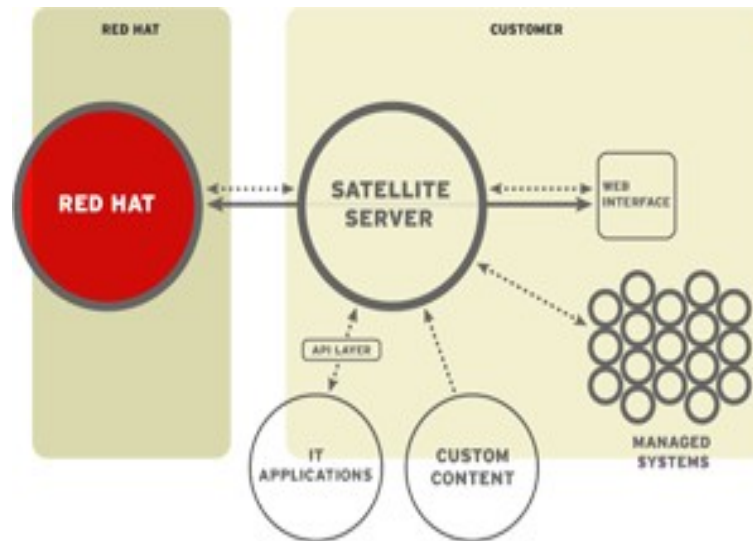 RED HAT
CUSTOMER
RED HAT
SATELLITE
SERVER
WEB
INTERFACE
API LAYER
IT
APPLICATIONS
CUSTOM
CONTENT
MANAGED
SYSTEMS